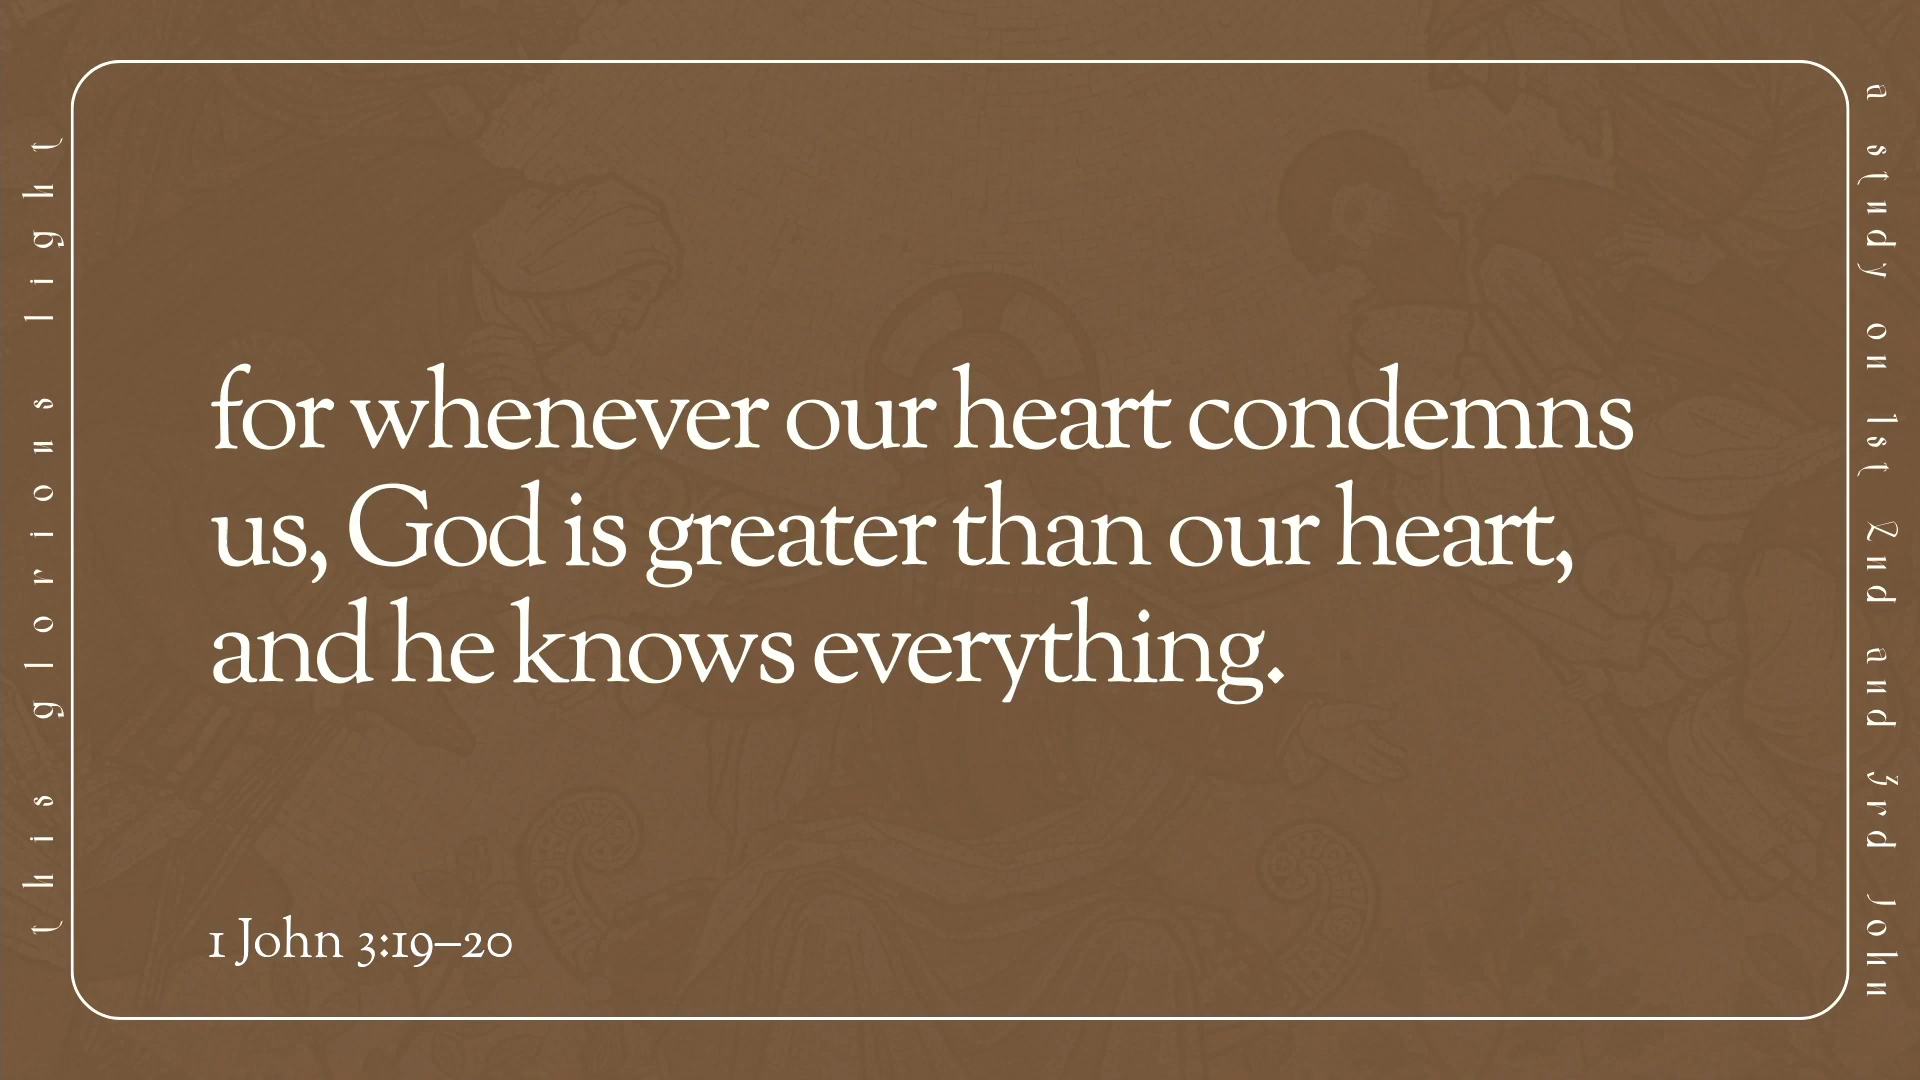 this glorious light
for whenever our heart condemns
us, God is greater than our heart,
and he knows everything.
1 John 3:19–20
a study on 1st 2nd and 3rd John